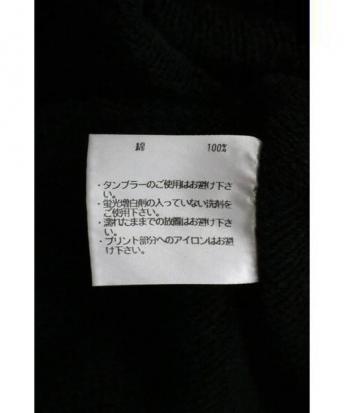 綿 100%
・タンブラーのご使用はお避け下さ
い。
・蛍光増白剤の入っていない洗剤を
ご使用下さい。
・濡れたままでの放置はお避け下さ
い。
・プリント部分へのアイロンはお避
け下さい。